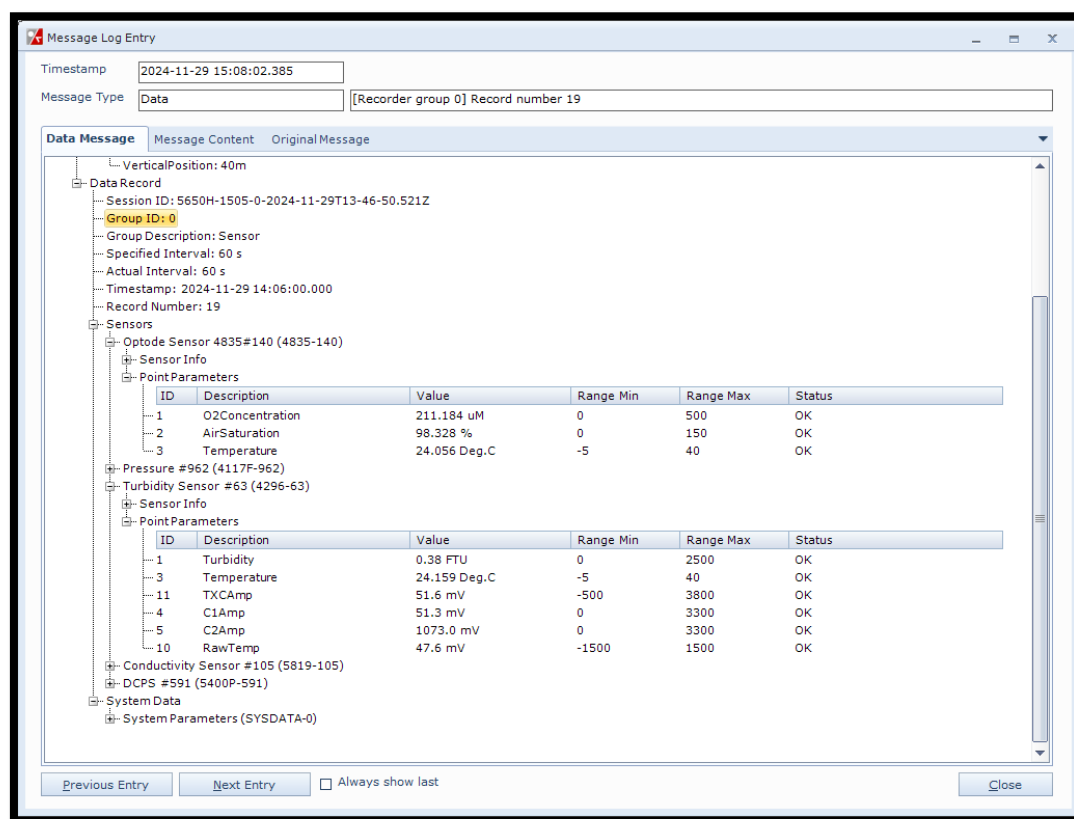 Message Log Entry
Timestamp 2024-11-29 15:08:02.385
Message Type Data [Recorder group 0] Record number 19
Data Message Message Content Original Message
VerticalPosition: 40m
Data Record
Session ID: 5650H-1505-0-2024-11-29T13-46-50.521Z
Group ID: 0
Group Description: Sensor
Specified Interval: 60 s
Actual Interval: 60 s
Timestamp: 2024-11-29 14:06:00.000
Record Number: 19
Sensors
Optode Sensor 4835#140 (4835-140)
Sensor Info
Point Parameters
ID Description Value Range Min Range Max Status
1 O2Concentration 211.184 uM 0 500 OK
2 AirSaturation 98.328 % 0 150 OK
3 Temperature 24.056 Deg.C -5 40 OK
Pressure #962 (4117F-962)
Turbidity Sensor #63 (4296-63)
Sensor Info
Point Parameters
ID Description Value Range Min Range Max Status
1 Turbidity 0.38 FTU 0 2500 OK
3 Temperature 24.159 Deg.C -5 40 OK
11 TXCAmp 51.6 mV -500 3800 OK
4 C1Amp 51.3 mV 0 3300 OK
5 C2Amp 1073.0 mV 0 3300 OK
10 RawTemp 47.6 mV -1500 1500 OK
Conductivity Sensor #105 (5819-105)
DCPS #591 (5400P-591)
System Data
System Parameters (SYSDATA-0)
Previous Entry Next Entry Always show last Close